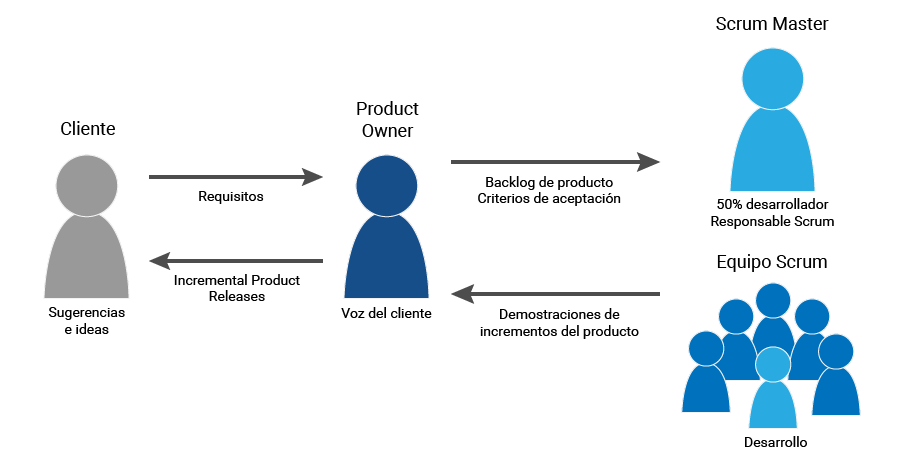 Cliente
Sugerencias
e ideas
Requisitos
Incremental Product
Releases
Product
Owner
Voz del cliente
Backlog de producto
Criterios de aceptación
Demostraciones de
incrementos del producto
Scrum Master
50% desarrollador
Responsable Scrum
Equipo Scrum
Desarrollo